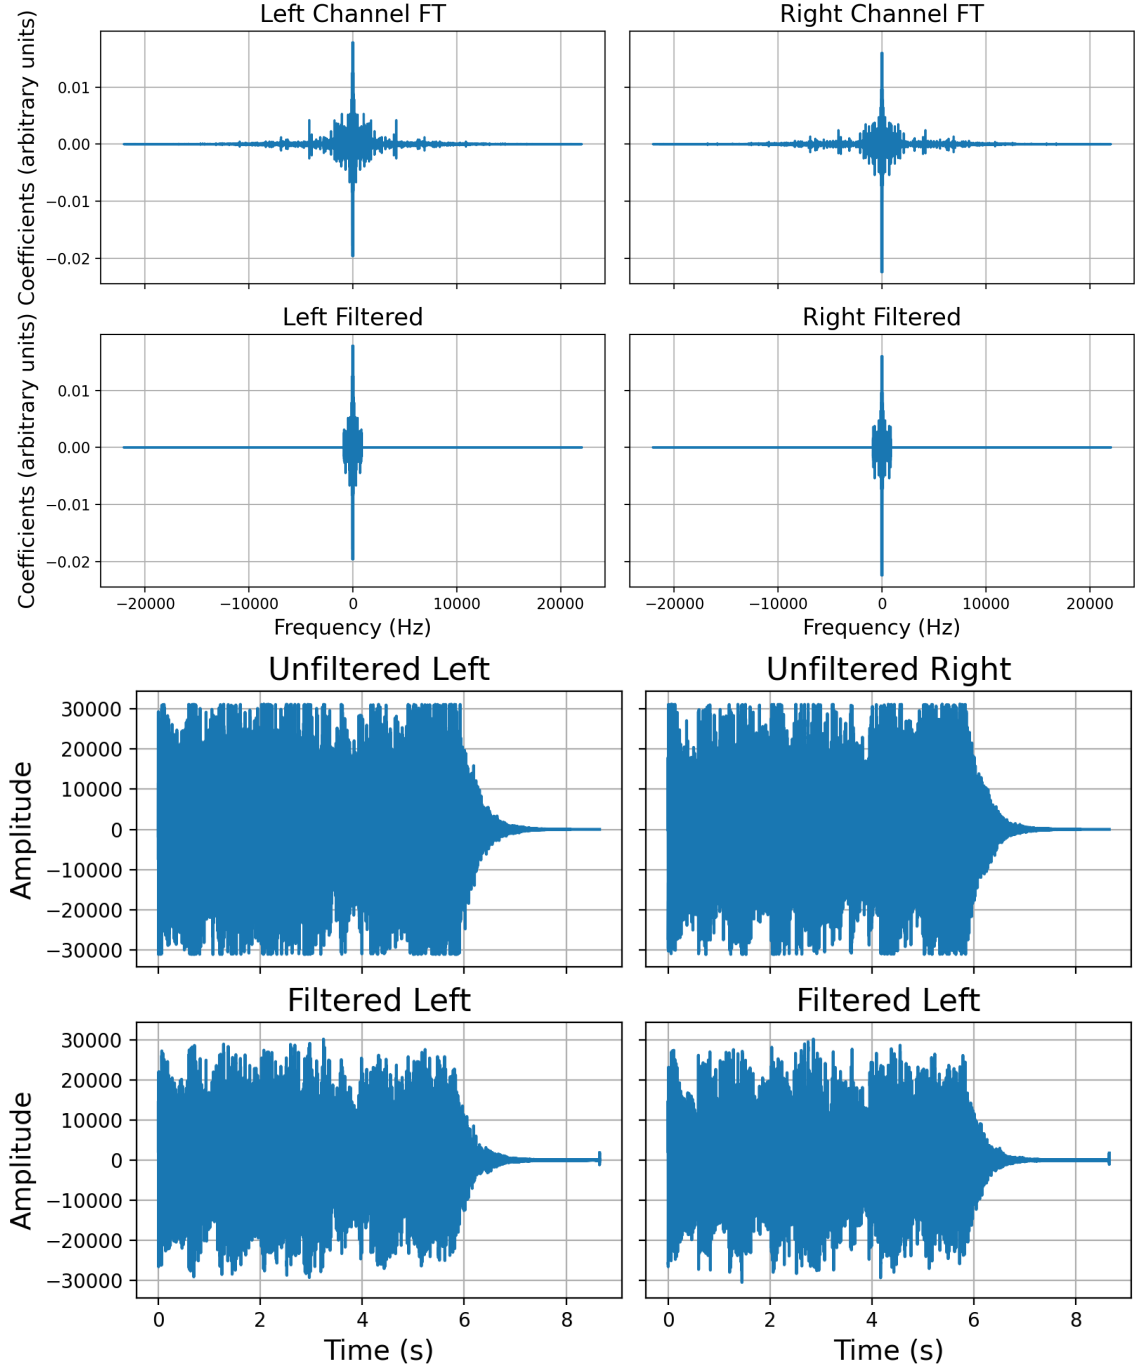 Left Channel FT
Right Channel FT
Coefficients (arbitrary units)
0.01
0.00
−0.01
−0.02
Left Filtered
Right Filtered
Coefficients (arbitrary units)
0.01
0.00
−0.01
−0.02
−20000 −10000 0 10000 20000
−20000 −10000 0 10000 20000
Frequency (Hz)
Frequency (Hz)
Unfiltered Left
Unfiltered Right
Amplitude
30000
20000
10000
0
−10000
−20000
−30000
Filtered Left
Filtered Left
Amplitude
30000
20000
10000
0
−10000
−20000
−30000
0 2 4 6 8
0 2 4 6 8
Time (s)
Time (s)